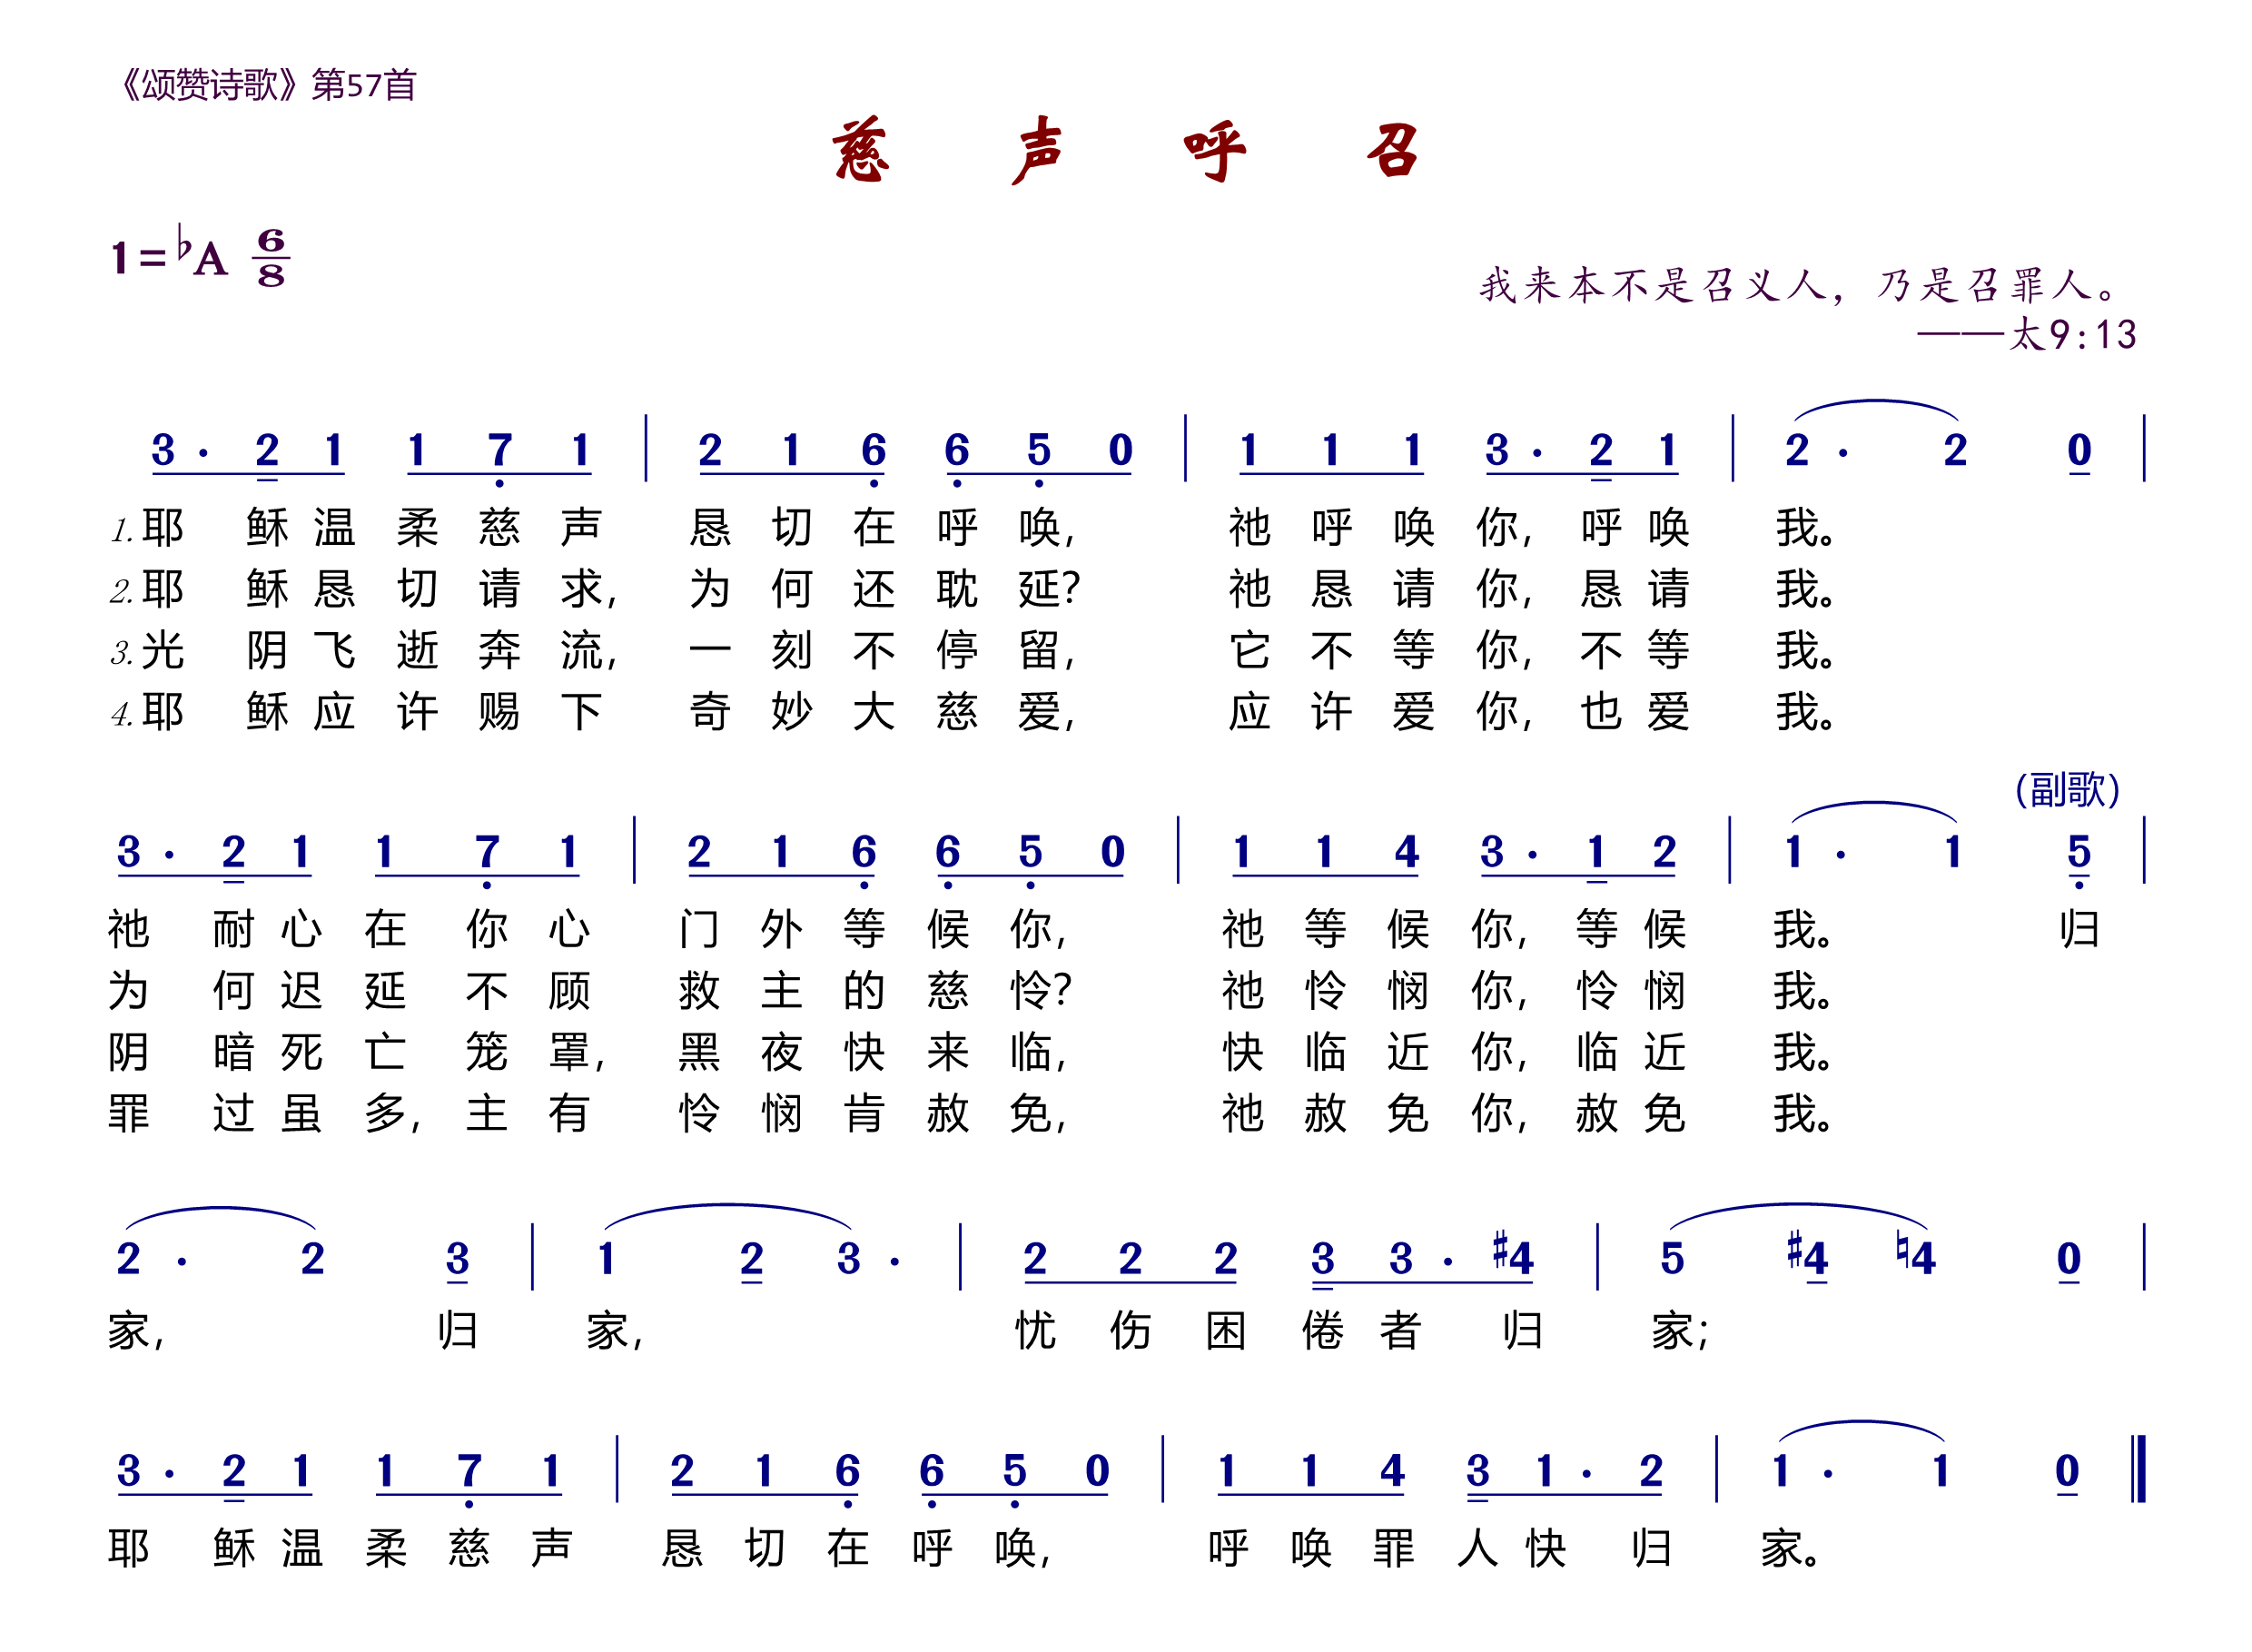 《颂赞诗歌》第57首
慈 声 呼 召
1=♭A 6/8
我来本不是召义人，乃是召罪人。
——太9:13
3 · 2 1 1 7 1 | 2 1 6 6 5 0 | 1 1 1 3 · 2 1 | 2 · 2 0 |
1.耶 稣 温 柔 慈 声 恳 切 在 呼 唤， 祂 呼 唤 你，呼 唤 我。
2.耶 稣 恳 切 请 求， 为 何 还 耽 延？ 祂 恳 请 你，恳 请 我。
3.光 阴 飞 逝 奔 流， 一 刻 不 停 留， 它 不 等 你，不 等 我。
4.耶 稣 应 许 赐 下 奇 妙 大 慈 爱， 应 许 爱 你，也 爱 我。
（副歌）
3 · 2 1 1 7 1 | 2 1 6 6 5 0 | 1 1 4 3 · 1 2 | 1 · 1 5 |
祂 耐 心 在 你 心 门 外 等 候 你， 祂 等 候 你，等 候 我。 归
为 何 迟 延 不 顾 救 主 的 慈 怜？ 祂 怜 悯 你，怜 悯 我。
阴 暗 死 亡 笼 罩， 黑 夜 快 来 临， 快 临 近 你，临 近 我。
罪 过 虽 多，主 有 怜 悯 肯 赦 免， 祂 赦 免 你，赦 免 我。
2 · 2 3 | 1 2 3 · | 2 2 2 3 3 · #4 | 5 #4 ♮4 0 |
家， 归 家， 忧 伤 困 倦 者 归 家；
3 · 2 1 1 7 1 | 2 1 6 6 5 0 | 1 1 4 3 1 · 2 | 1 · 1 0 ‖
耶 稣 温 柔 慈 声 恳 切 在 呼 唤， 呼 唤 罪 人 快 归 家。